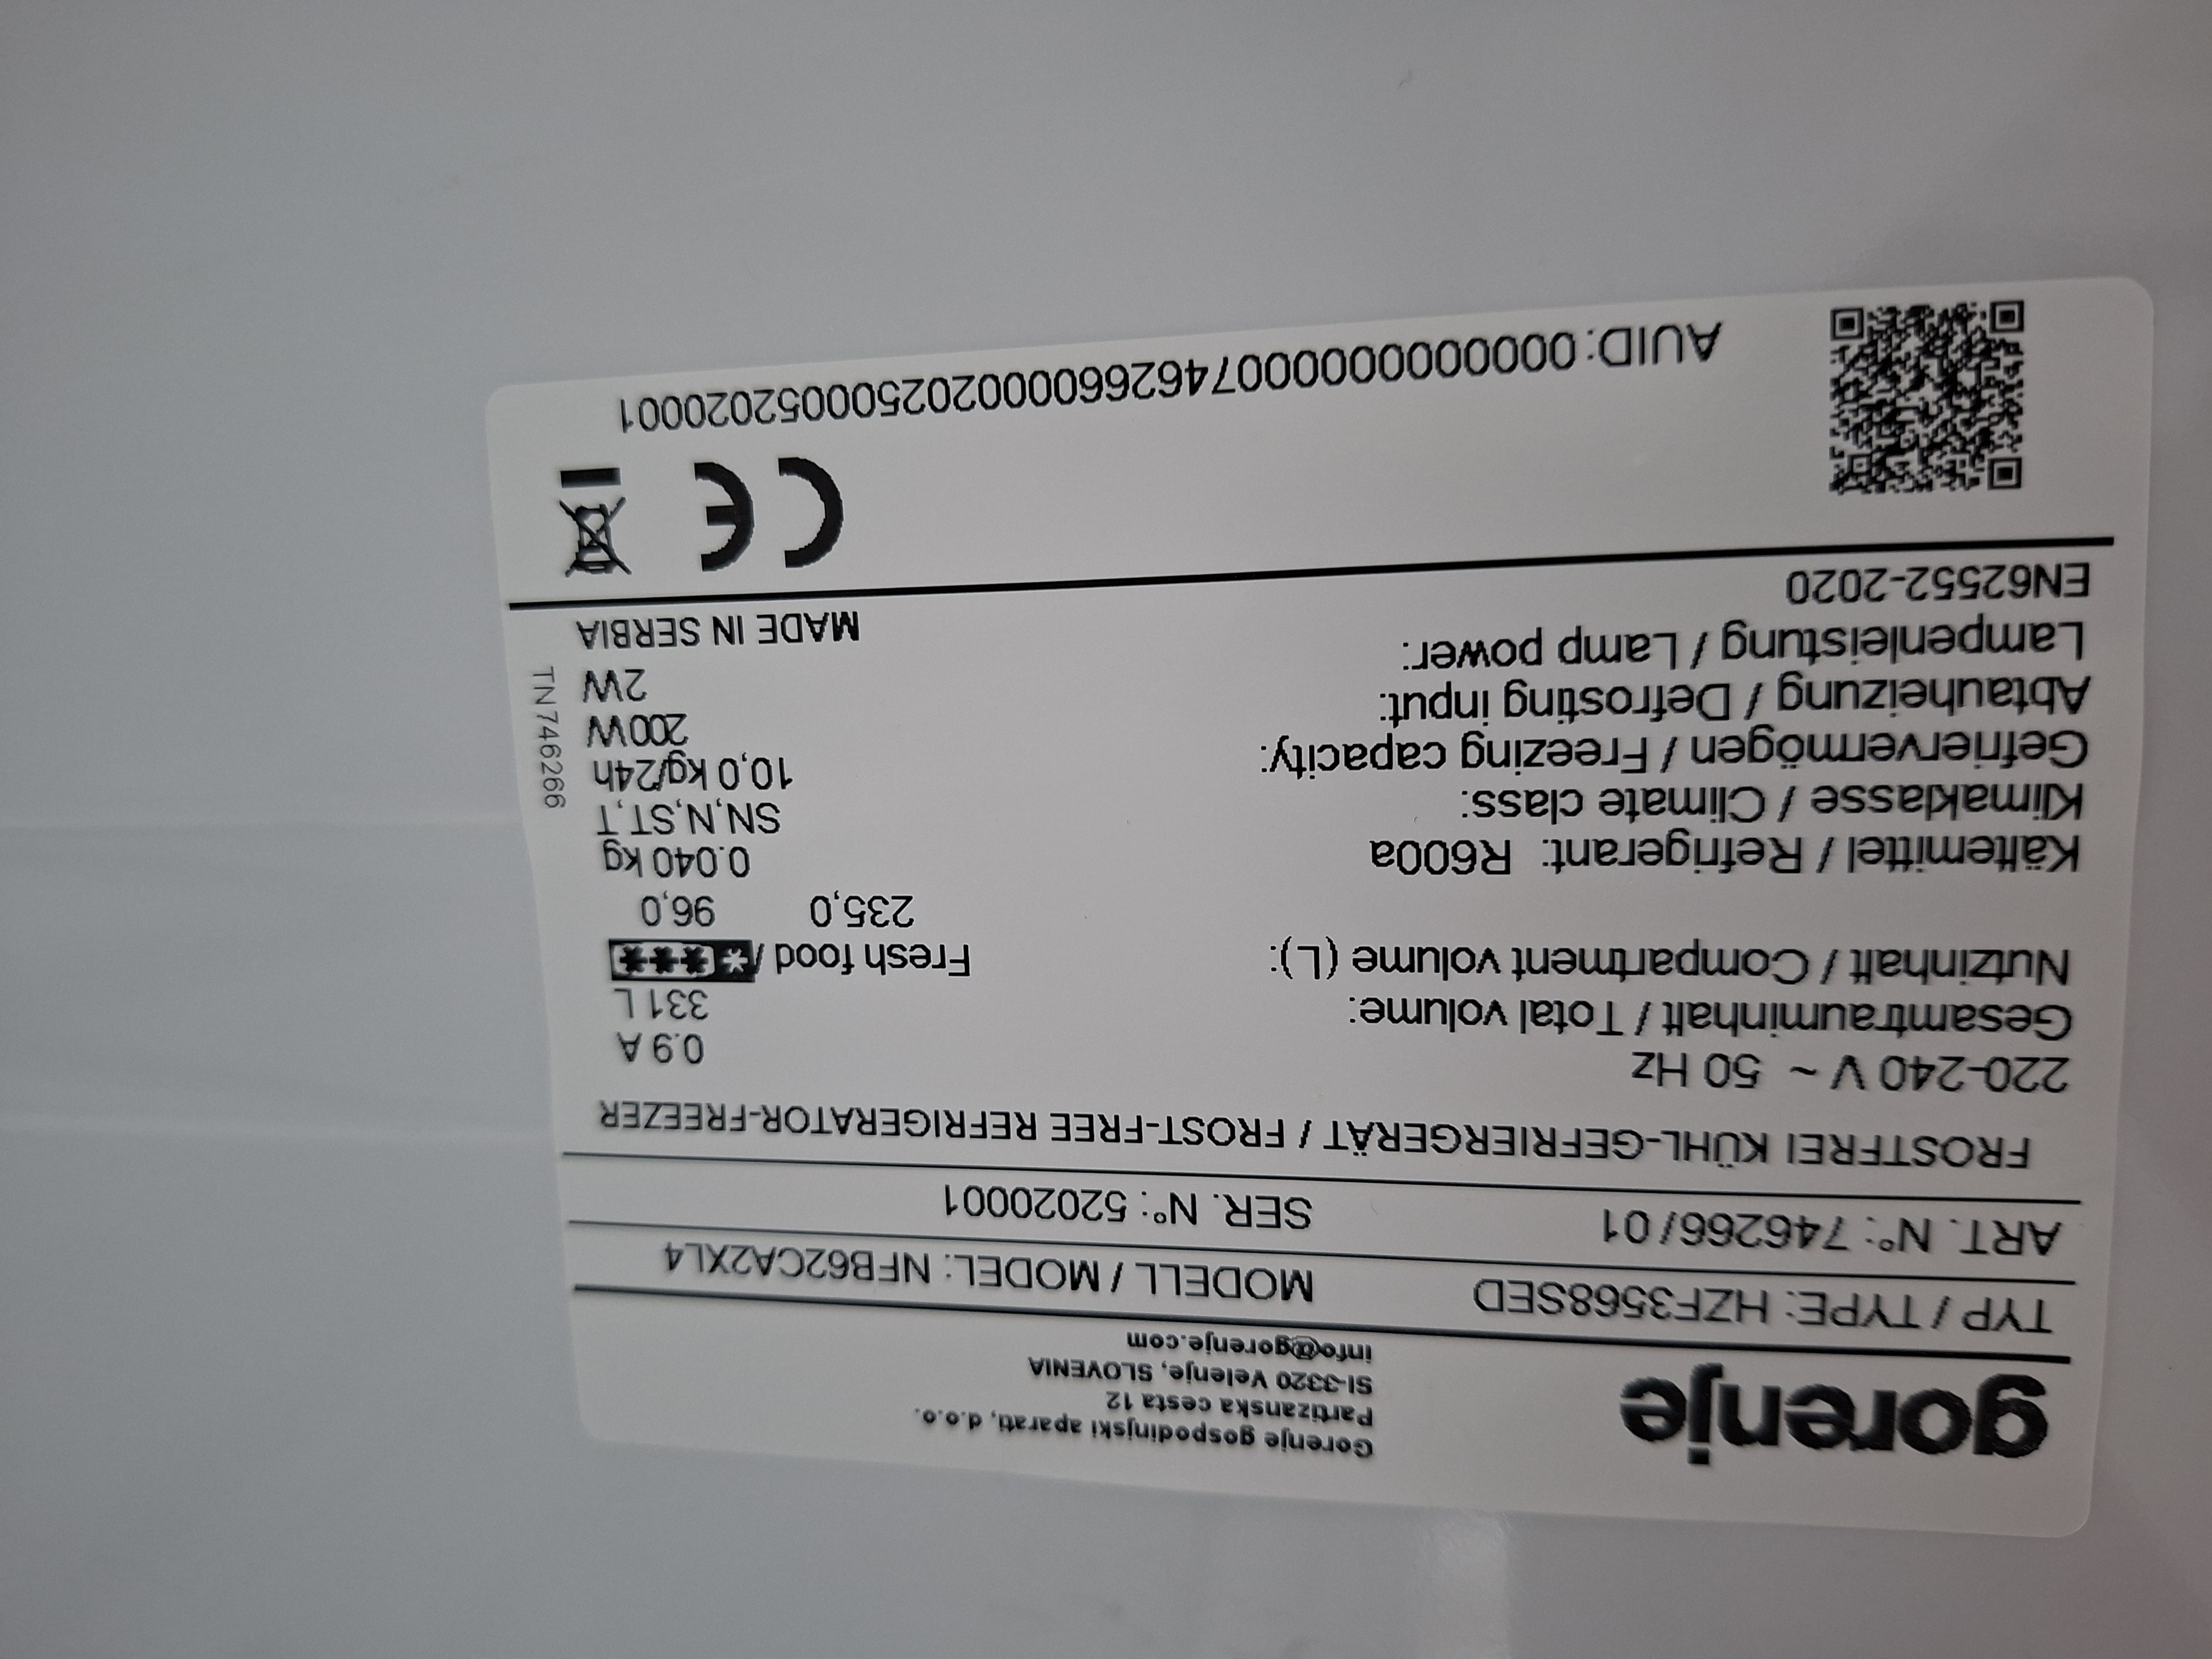 gorenje
Gorenje gospodinjski aparati, d.o.o.
Partizanska cesta 12
SI-3320 Velenje, SLOVENIA
info@gorenje.com
TYP / TYPE: HZF3568SED MODELL / MODEL: NFB62CA2XL4
ART. N°: 746266/01 SER. N°: 52020001
FROSTFREI KÜHL-GEFRIERGERÄT / FROST-FREE REFRIGERATOR-FREEZER
220-240 V ~ 50 Hz 0.9 A
Gesamtrauminhalt / Total volume: 331 L
Nutzinhalt / Compartment volume (L): Fresh food / ****
235,0 96,0
Kältemittel / Refrigerant: R600a 0.040 kg
Klimaklasse / Climate class: SN,N,ST,T
Gefriervermögen / Freezing capacity: 10,0 kg/24h
Abtauheizung / Defrosting input: 200W
Lampenleistung / Lamp power: 2W
EN62552-2020 MADE IN SERBIA
TN746266
CE
AUID: 0000000000000746266000020250005202​0001